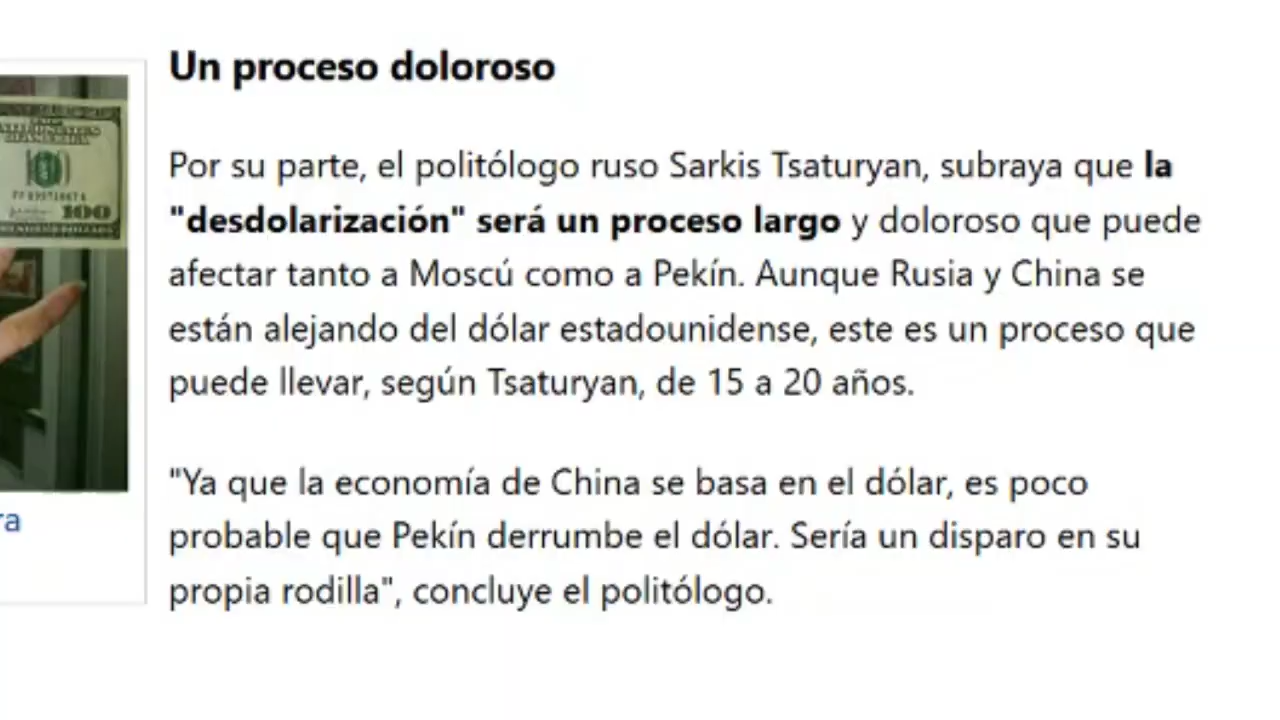 Un proceso doloroso
Por su parte, el politólogo ruso Sarkis Tsaturyan, subraya que la
"desdolarización" será un proceso largo y doloroso que puede
afectar tanto a Moscú como a Pekín. Aunque Rusia y China se
están alejando del dólar estadounidense, este es un proceso que
puede llevar, según Tsaturyan, de 15 a 20 años.
"Ya que la economía de China se basa en el dólar, es poco
probable que Pekín derrumbe el dólar. Sería un disparo en su
propia rodilla", concluye el politólogo.
100
ra